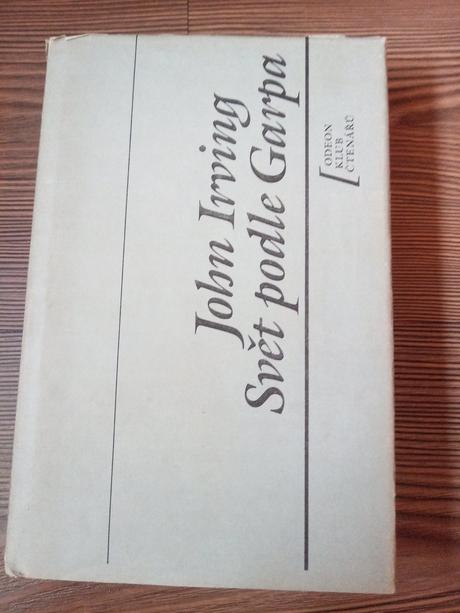 John Irving
Svět podle Garpa
ODEON
KLUB
ČTENÁŘŮ